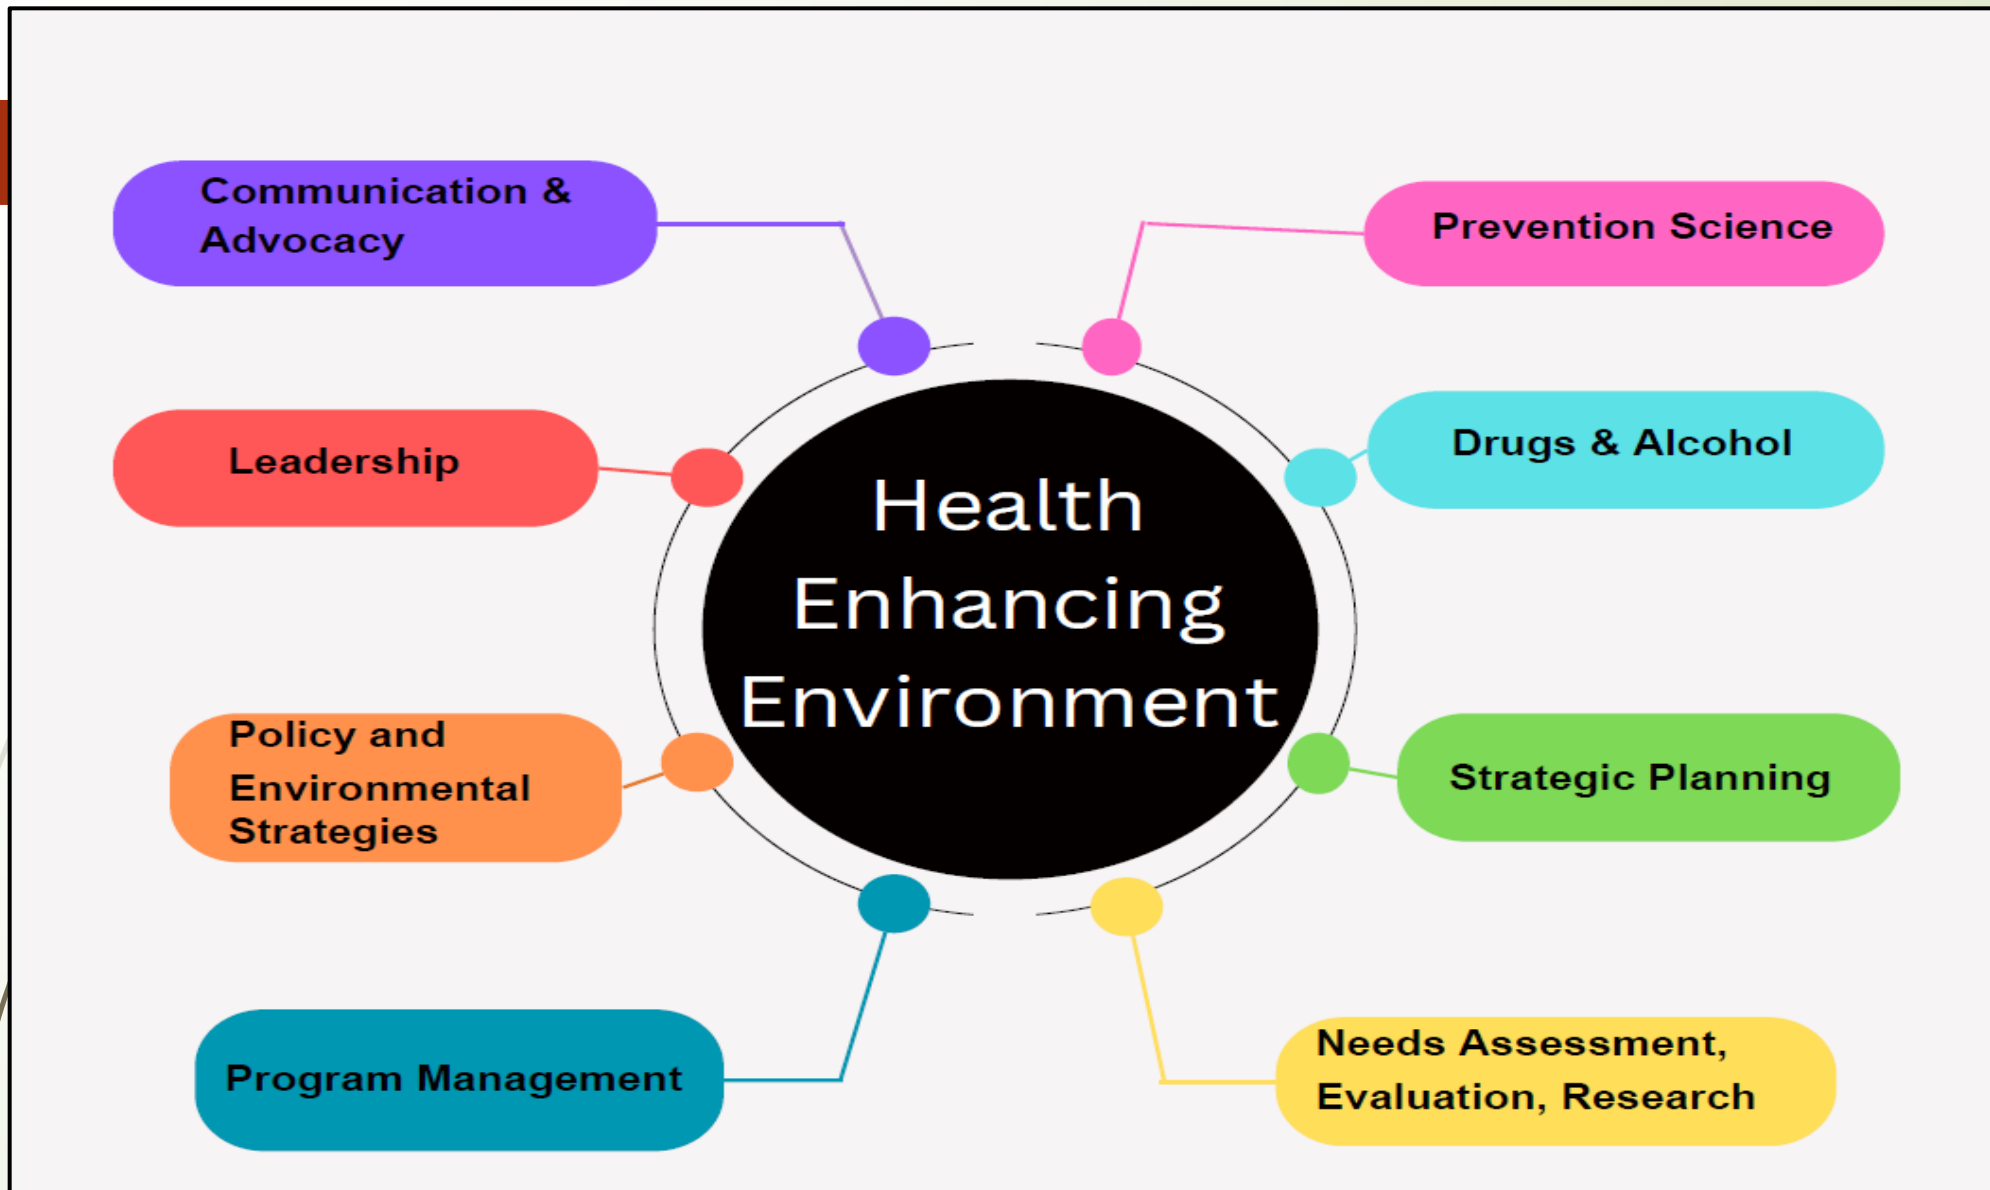 Communication &
Advocacy
Prevention Science
Leadership
Drugs & Alcohol
Health
Enhancing
Environment
Policy and
Environmental
Strategies
Strategic Planning
Program Management
Needs Assessment,
Evaluation, Research